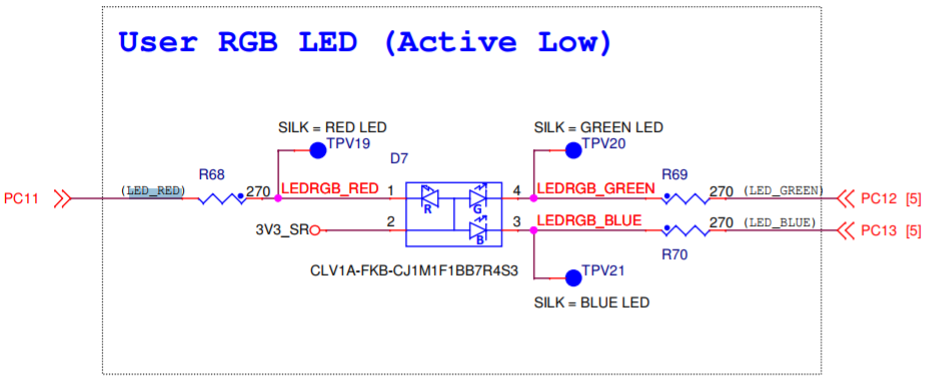 User RGB LED (Active Low)
SILK = RED LED
TPV19
SILK = GREEN LED
TPV20
D7
R68
R69
PC11
(LED_RED)
270
LEDRGB_RED
1
4
LEDRGB_GREEN
270
(LED_GREEN)
PC12 [5]
R
G
3V3_SR
2
B
3
LEDRGB_BLUE
270
(LED_BLUE)
PC13 [5]
R70
CLV1A-FKB-CJ1M1F1BB7R4S3
TPV21
SILK = BLUE LED